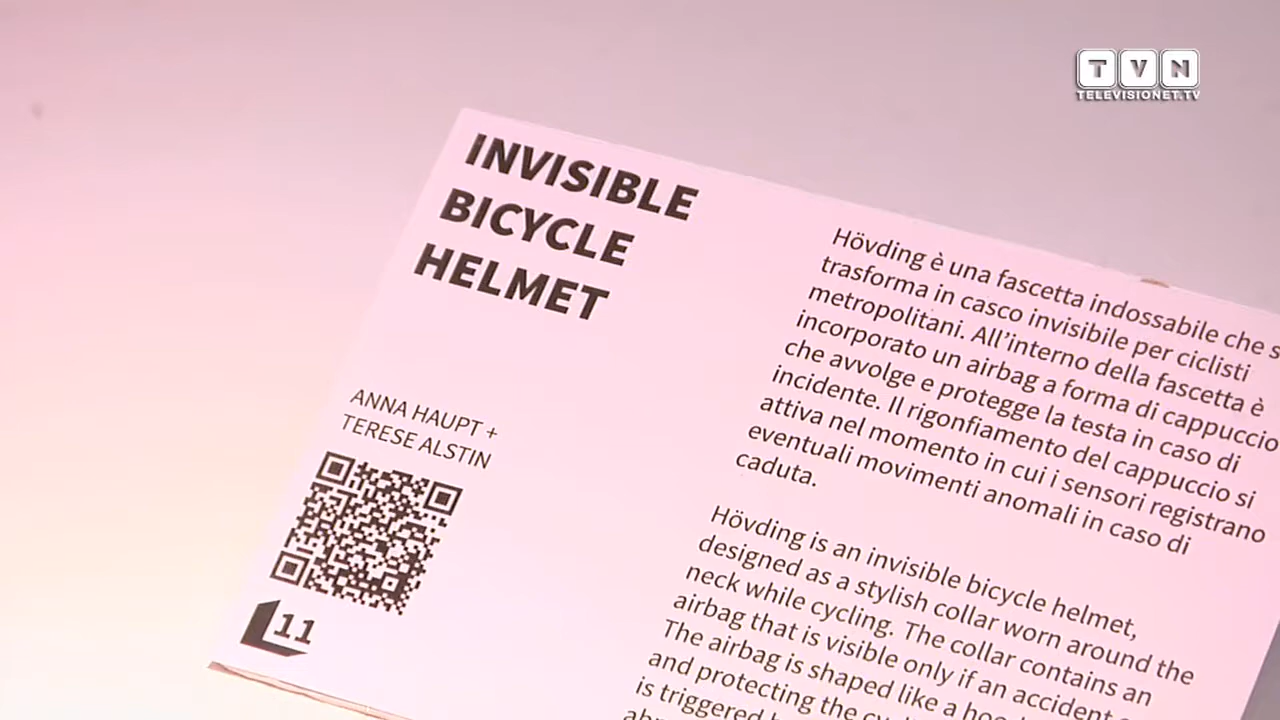 TVN
TELEVISIONET.TV
INVISIBLE
BICYCLE
HELMET
ANNA HAUPT +
TERESE ALSTIN
11
Hövding è una fascetta indossabile che
trasforma in casco invisibile per ciclisti
metropolitani. All'interno della fascetta è
incorporato un airbag a forma di cappuccio
che avvolge e protegge la testa in caso di
incidente. Il rigonfiamento del cappuccio si
attiva nel momento in cui i sensori registrano
eventuali movimenti anomali in caso di
caduta.
Hövding is an invisible bicycle helmet,
designed as a stylish collar worn around the
neck while cycling. The collar contains an
airbag that is visible only if an accident
The airbag is shaped like a
and protecting the
is triggered